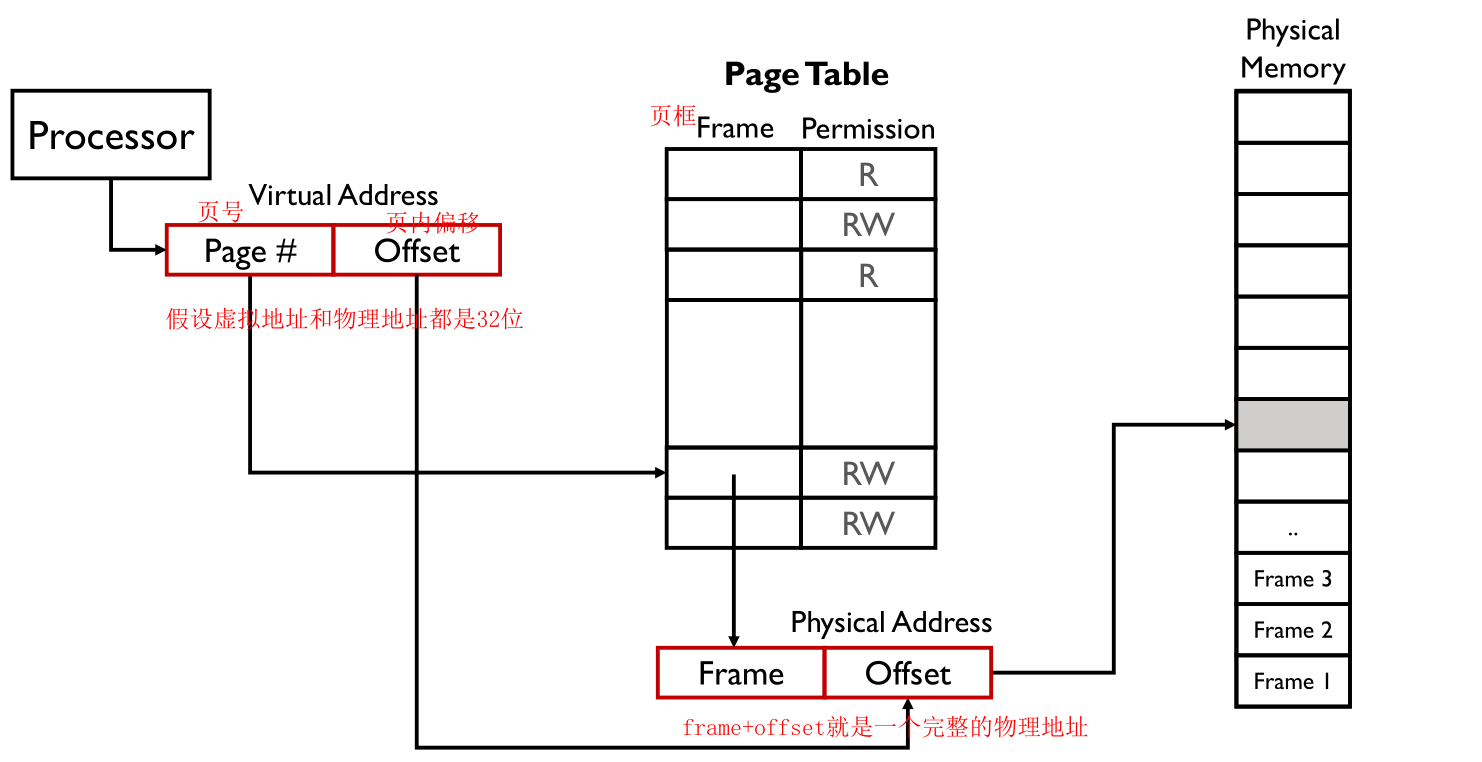 Physical
Memory
Page Table
Processor
页框
Frame
Permission
R
Virtual Address
页号
页内偏移
RW
Page #
Offset
R
假设虚拟地址和物理地址都是32位
RW
RW
..
Frame 3
Physical Address
Frame 2
Frame
Offset
Frame 1
frame+offset就是一个完整的物理地址